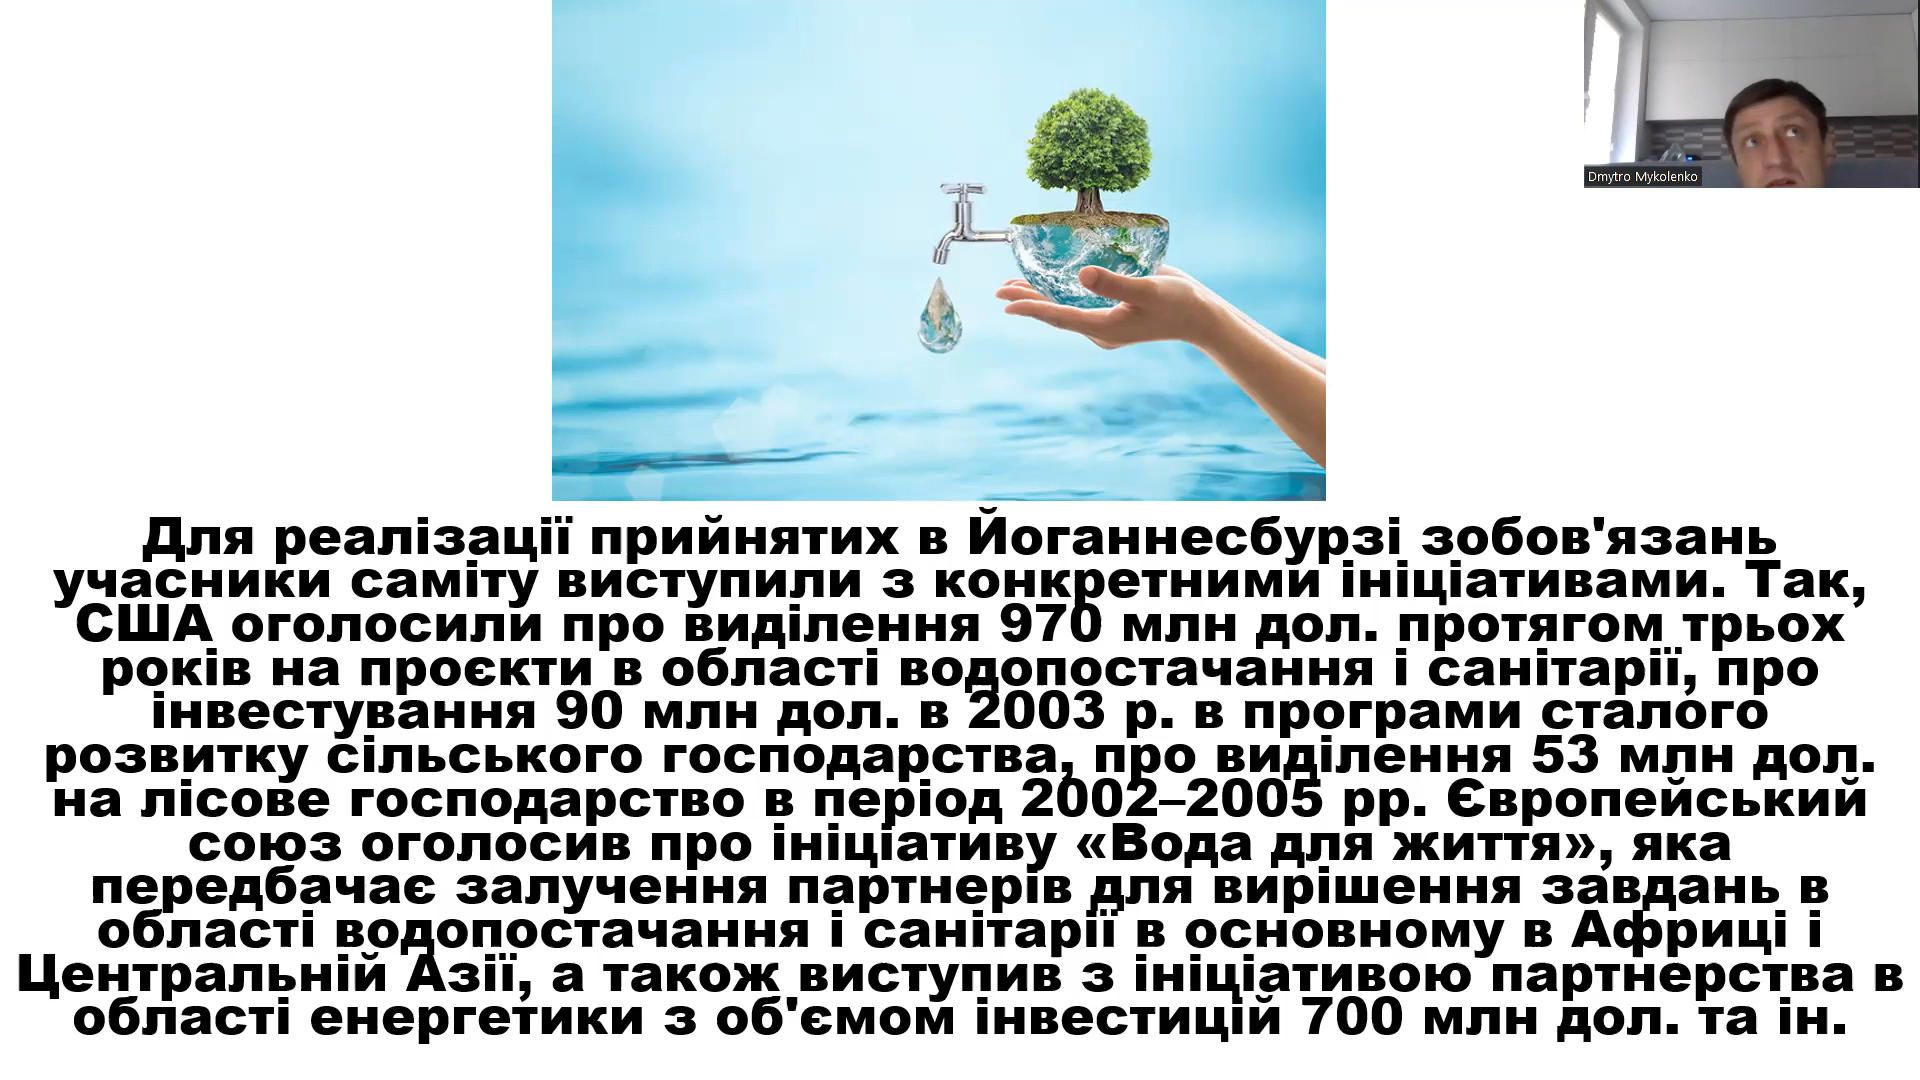 Dmytro Mykolenko
Для реалізації прийнятих в Йоганнесбурзі зобов'язань
учасники саміту виступили з конкретними ініціативами. Так,
США оголосили про виділення 970 млн дол. протягом трьох
років на проєкти в області водопостачання і санітарії, про
інвестування 90 млн дол. в 2003 р. в програми сталого
розвитку сільського господарства, про виділення 53 млн дол.
на лісове господарство в період 2002–2005 рр. Європейський
союз оголосив про ініціативу «Вода для життя», яка
передбачає залучення партнерів для вирішення завдань в
області водопостачання і санітарії в основному в Африці і
Центральній Азії, а також виступив з ініціативою партнерства в
області енергетики з об'ємом інвестицій 700 млн дол. та ін.